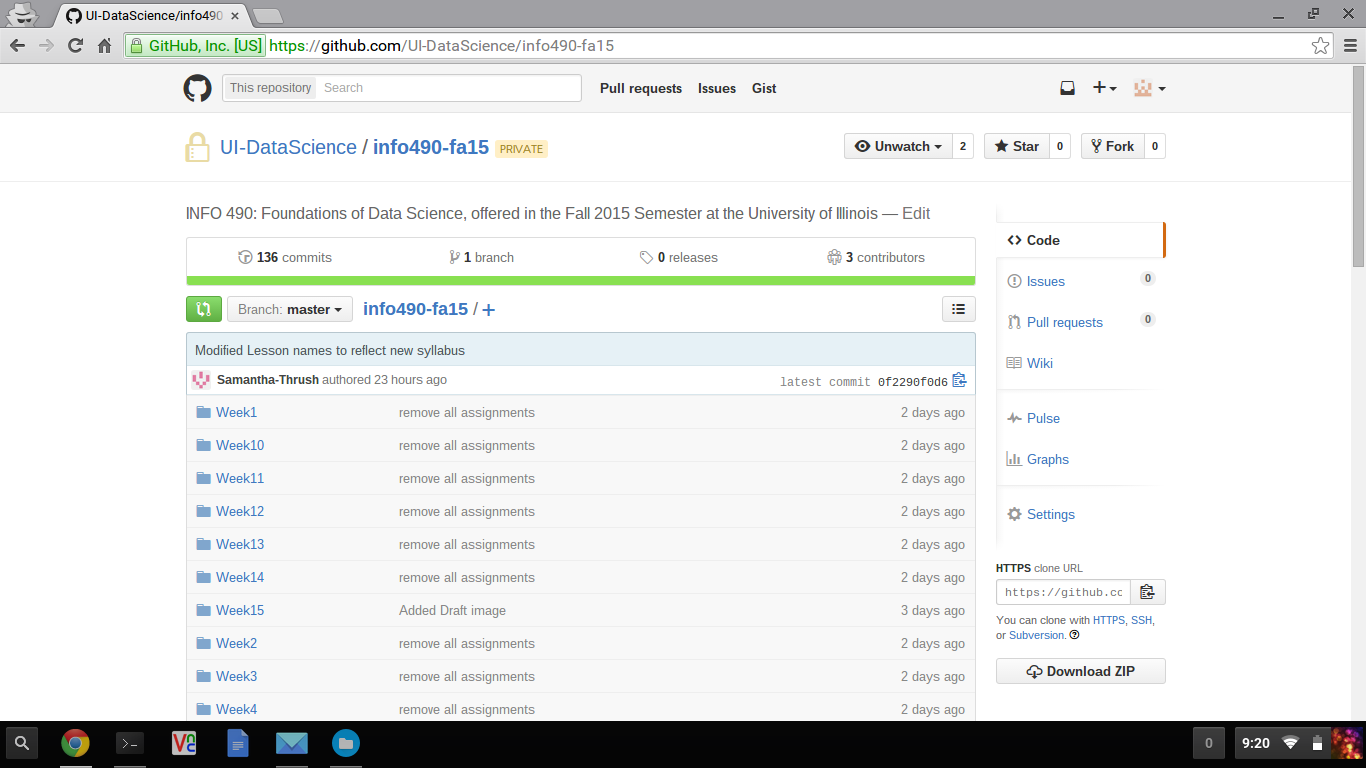 UI-DataScience/info490
GitHub, Inc. [US] https://github.com/UI-DataScience/info490-fa15
This repository Search Pull requests Issues Gist
UI-DataScience / info490-fa15 PRIVATE Unwatch 2 Star 0 Fork 0
INFO 490: Foundations of Data Science, offered in the Fall 2015 Semester at the University of Illinois — Edit
136 commits 1 branch 0 releases 3 contributors
Branch: master info490-fa15 / +
Modified Lesson names to reflect new syllabus
Samantha-Thrush authored 23 hours ago latest commit 0f2290f0d6
Week1 remove all assignments 2 days ago
Week10 remove all assignments 2 days ago
Week11 remove all assignments 2 days ago
Week12 remove all assignments 2 days ago
Week13 remove all assignments 2 days ago
Week14 remove all assignments 2 days ago
Week15 Added Draft image 3 days ago
Week2 remove all assignments 2 days ago
Week3 remove all assignments 2 days ago
Week4 remove all assignments 2 days ago
Code
Issues 0
Pull requests 0
Wiki
Pulse
Graphs
Settings
HTTPS clone URL
https://github.cc
You can clone with HTTPS, SSH,
or Subversion.
Download ZIP
VNC
0 9:20